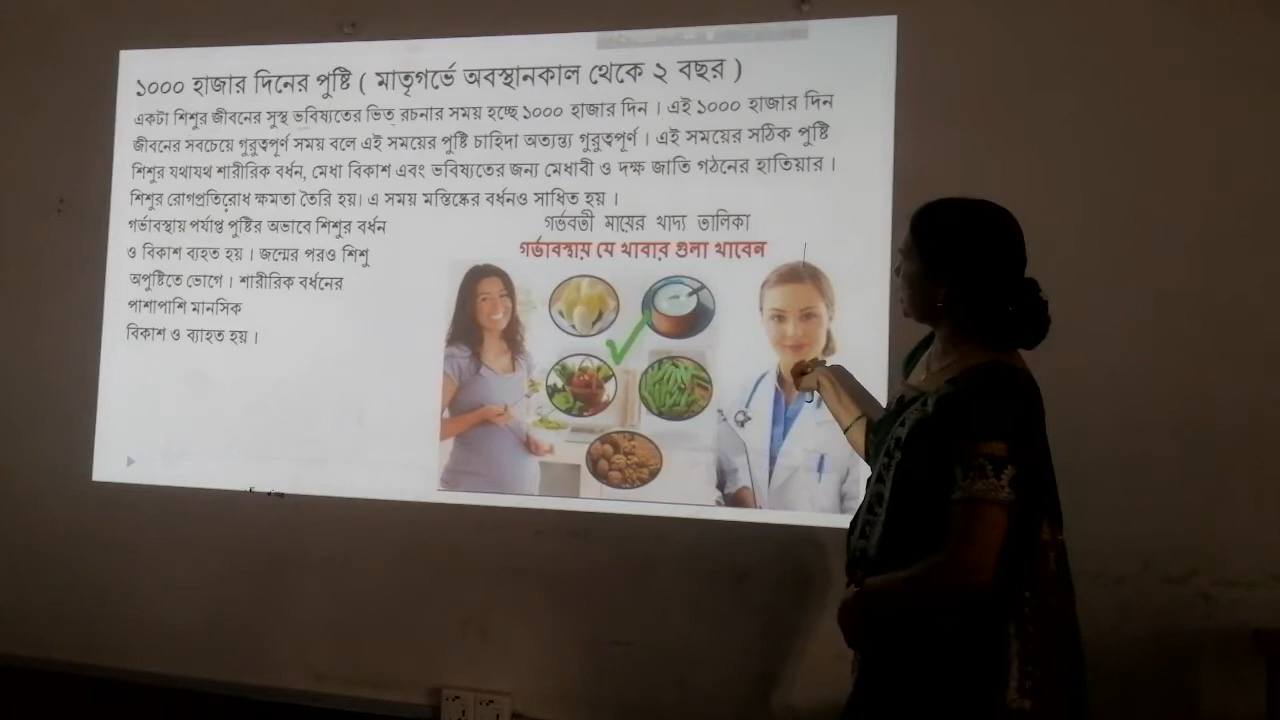 ১০০০ হাজার দিনের পুষ্টি ( মাতৃগর্ভে অবস্থানকাল থেকে ২ বছর )
একটা শিশুর জীবনের সুস্থ ভবিষ্যতের ভিত রচনার সময় হচ্ছে ১০০০ হাজার দিন । এই ১০০০ হাজার দিন
জীবনের সবচেয়ে গুরুত্বপূর্ণ সময় বলে এই সময়ের পুষ্টি চাহিদা অত্যন্ত্য গুরুত্বপূর্ণ । এই সময়ের সঠিক পুষ্টি
শিশুর যথাযথ শারীরিক বর্ধন, মেধা বিকাশ এবং ভবিষ্যতের জন্য মেধাবী ও দক্ষ জাতি গঠনের হাতিয়ার ।
শিশুর রোগপ্রতিরোধ ক্ষমতা তৈরি হয়। এ সময় মস্তিষ্কের বর্ধনও সাধিত হয় ।
গর্ভাবস্থায় পর্যাপ্ত পুষ্টির অভাবে শিশুর বর্ধন
ও বিকাশ ব্যহত হয় । জন্মের পরও শিশু
অপুষ্টিতে ভোগে । শারীরিক বর্ধনের
পাশাপাশি মানসিক
বিকাশ ও ব্যাহত হয় ।
গর্ভবতী মায়ের খাদ্য তালিকা
গর্ভাবস্থায় যে খাবার গুলা খাবেন